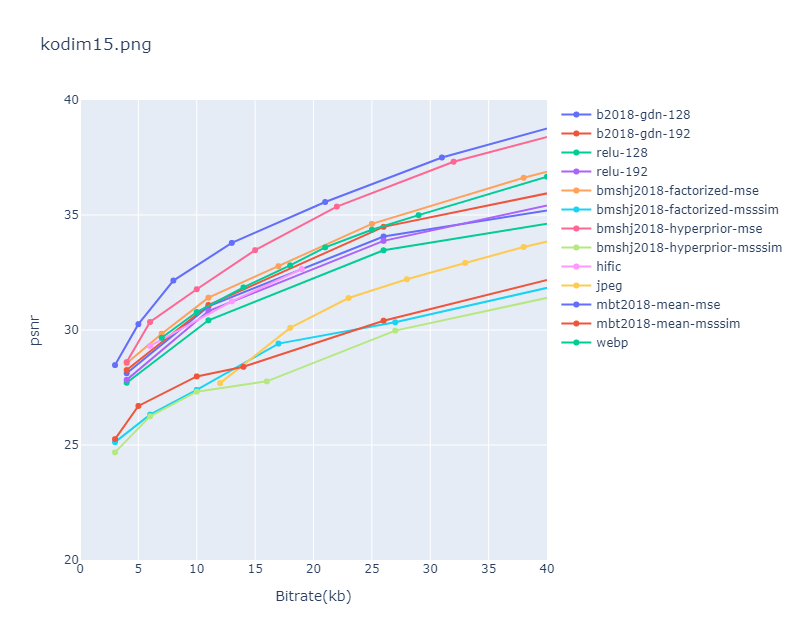 kodim15.png
40
35
30
25
20
psnr
0 5 10 15 20 25 30 35 40
Bitrate(kb)
b2018-gdn-128
b2018-gdn-192
relu-128
relu-192
bmshj2018-factorized-mse
bmshj2018-factorized-msssim
bmshj2018-hyperprior-mse
bmshj2018-hyperprior-msssim
hific
jpeg
mbt2018-mean-mse
mbt2018-mean-msssim
webp